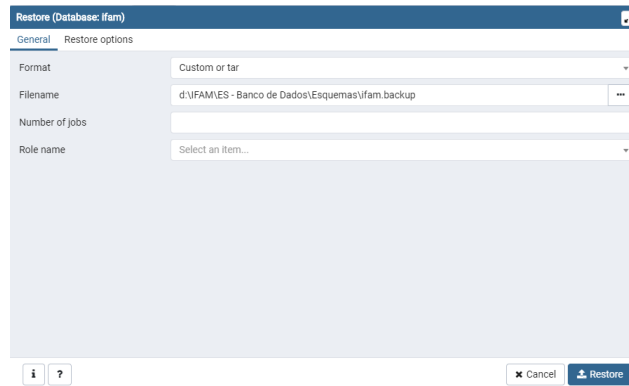 Restore (Database: ifam)
General Restore options
Format Custom or tar
Filename d:\IFAM\ES - Banco de Dados\Esquemas\ifam.backup
Number of jobs
Role name Select an item...
i ? Cancel Restore